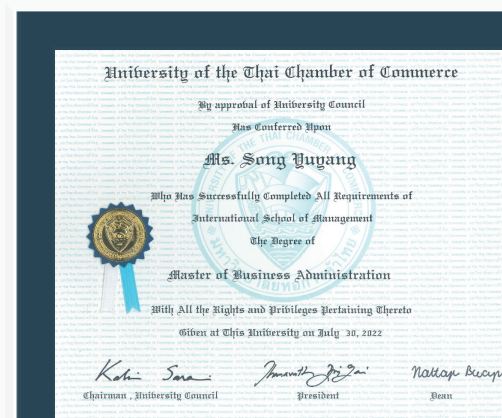 University of the Thai Chamber of Commerce
By approval of University Council
Has Conferred Upon
Ms. Song Yuyang
Who Has Successfully Completed All Requirements of
International School of Management
The Degree of
Master of Business Administration
With All the Rights and Privileges Pertaining Thereto
Given at This University on July 30, 2022
Chairman , University Council
President
Dean